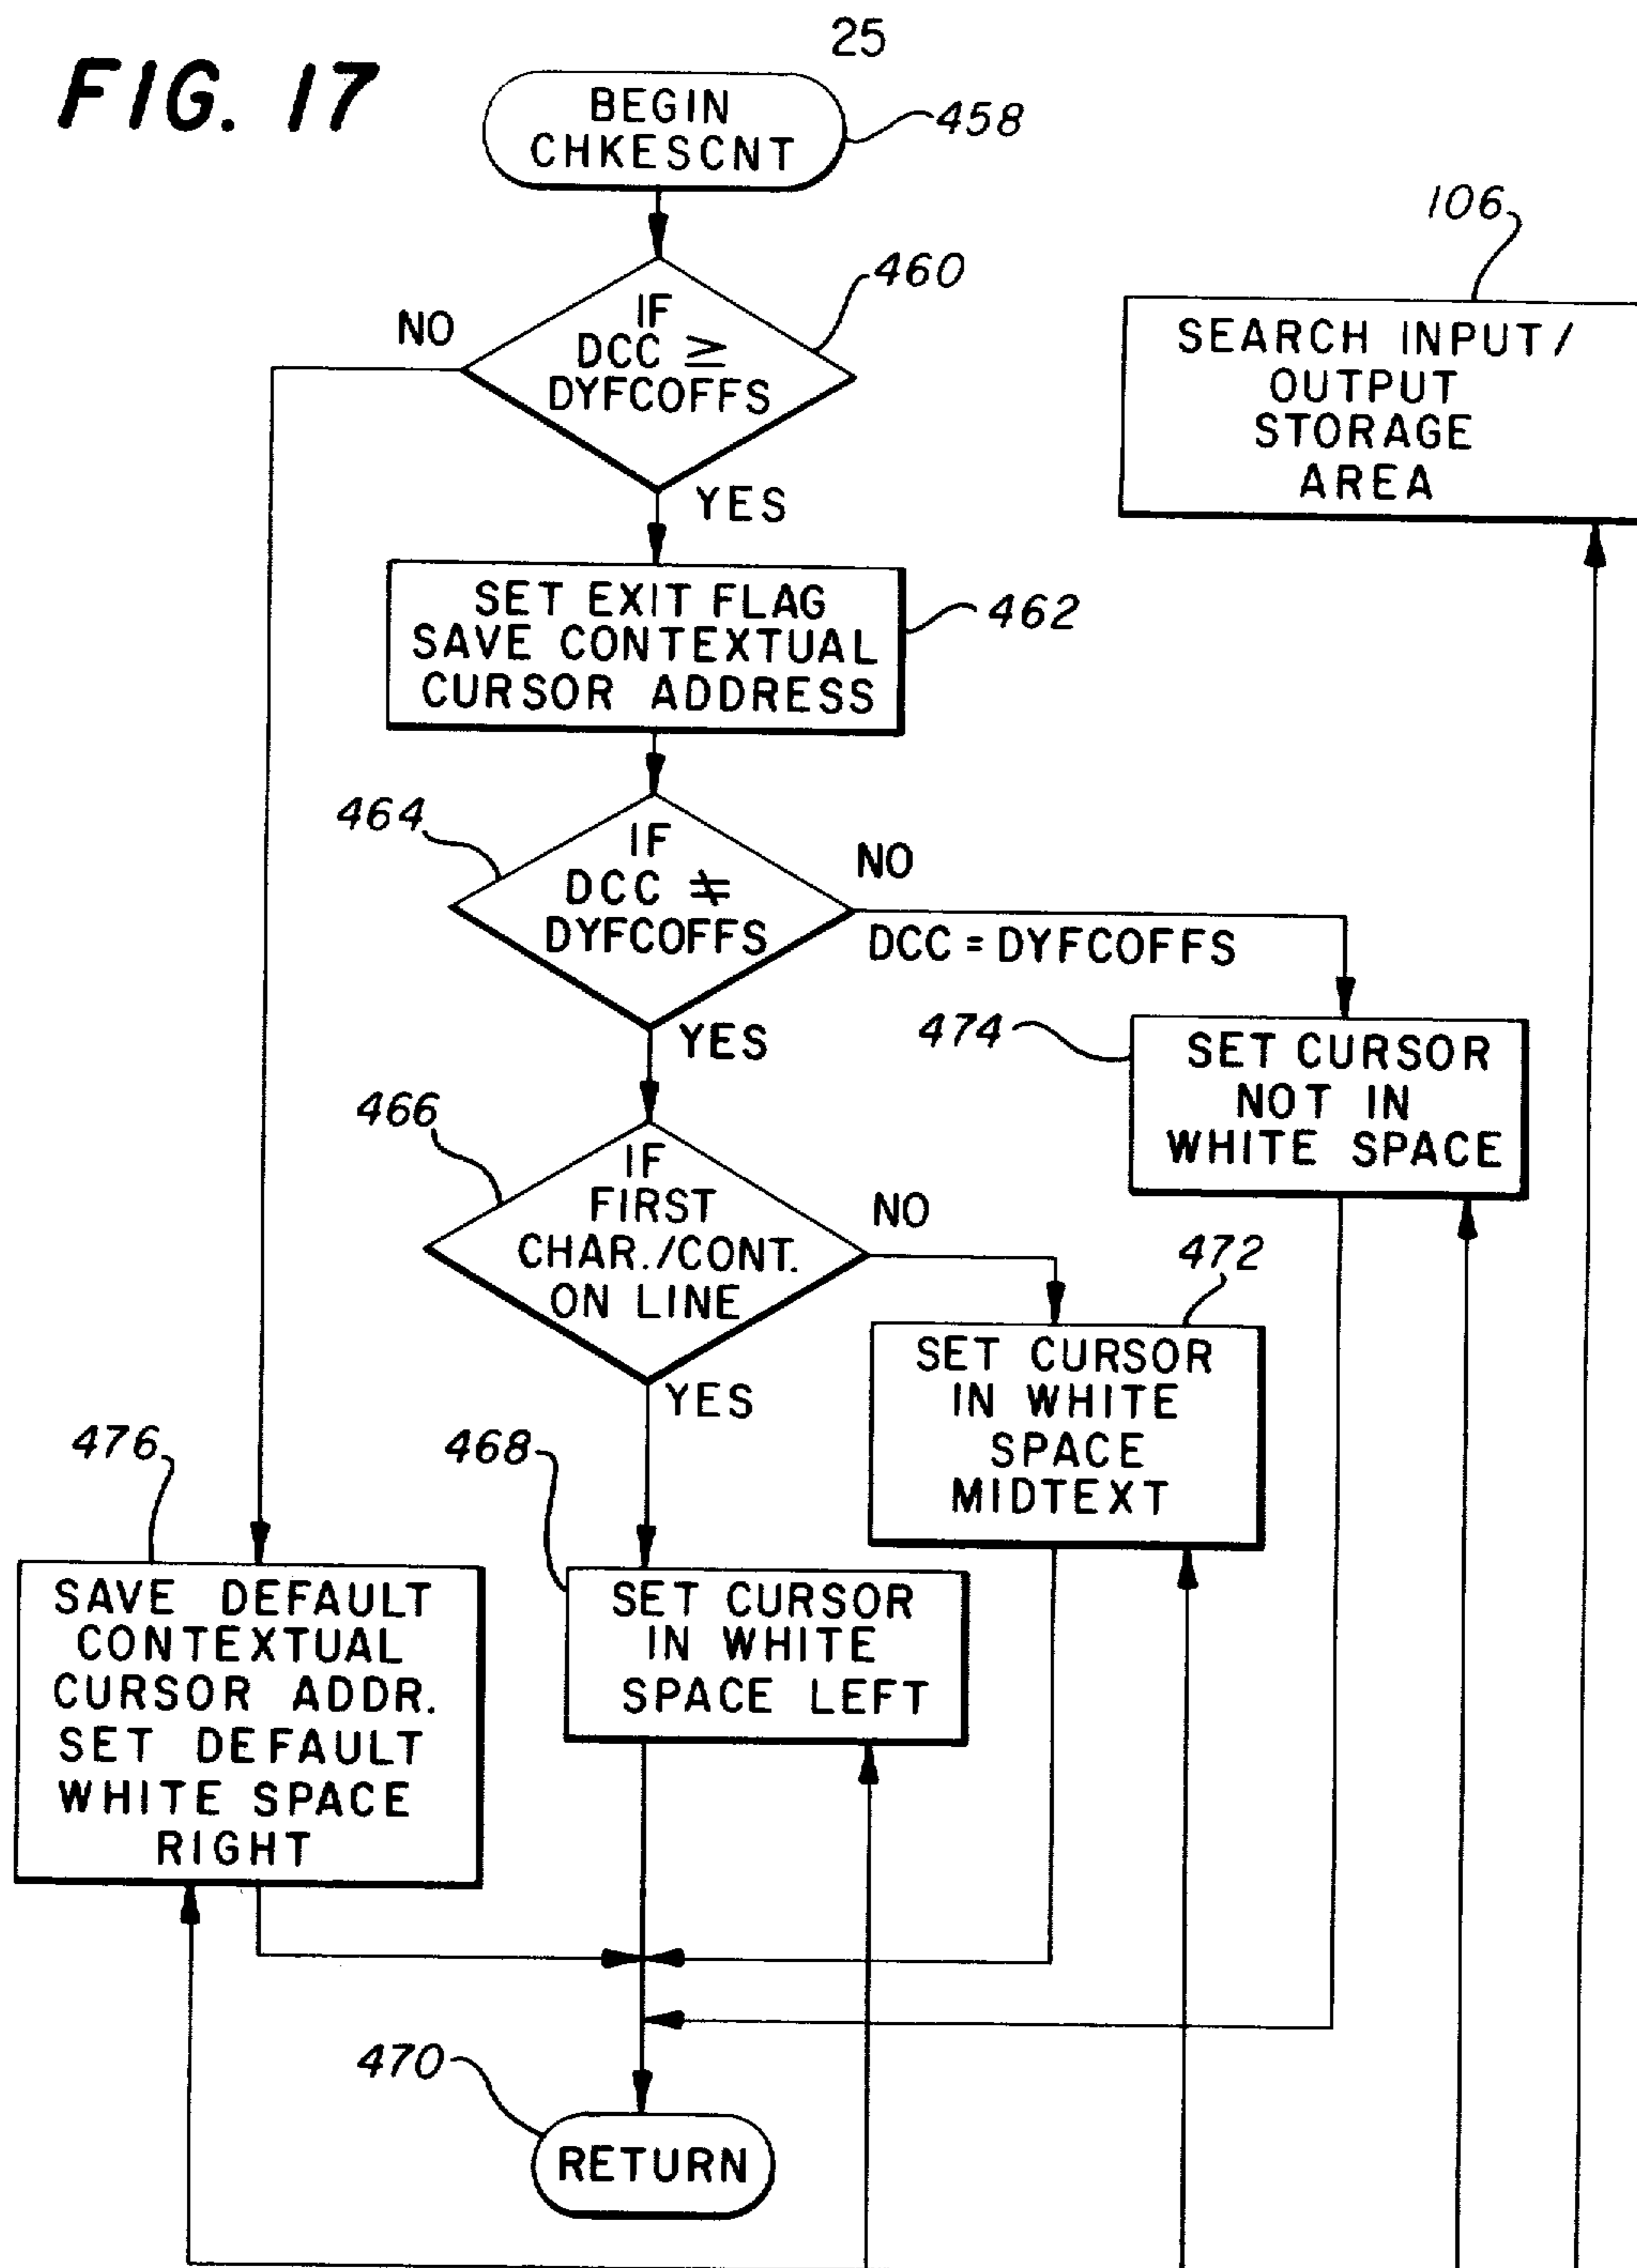 25
FIG. 17
BEGIN
CHKESCNT
458
106
460
IF
DCC ≥
DYFCOFFS
NO
YES
SEARCH INPUT/
OUTPUT
STORAGE
AREA
SET EXIT FLAG
SAVE CONTEXTUAL
CURSOR ADDRESS
462
464
IF
DCC ≠
DYFCOFFS
NO
DCC = DYFCOFFS
YES
474
SET CURSOR
NOT IN
WHITE SPACE
466
IF
FIRST
CHAR./CONT.
ON LINE
NO
YES
472
SET CURSOR
IN WHITE
SPACE
MIDTEXT
476
SAVE DEFAULT
CONTEXTUAL
CURSOR ADDR.
SET DEFAULT
WHITE SPACE
RIGHT
468
SET CURSOR
IN WHITE
SPACE LEFT
470
RETURN